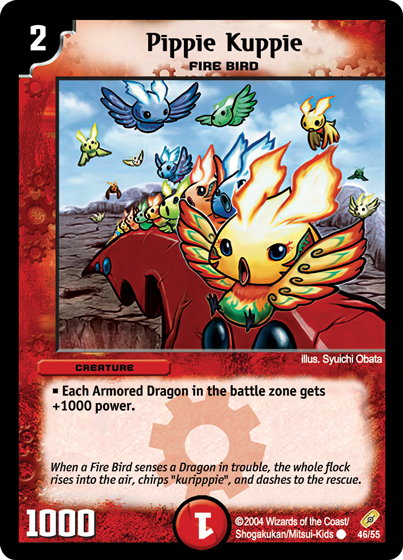 2
Pippie Kuppie
FIRE BIRD
illus. Syuichi Obata
CREATURE
■ Each Armored Dragon in the battle zone gets
+1000 power.
When a Fire Bird senses a Dragon in trouble, the whole flock
rises into the air, chirps "kuripppie", and dashes to the rescue.
1000
1
©2004 Wizards of the Coast/
Shogakukan/Mitsui-Kids ● 46/55